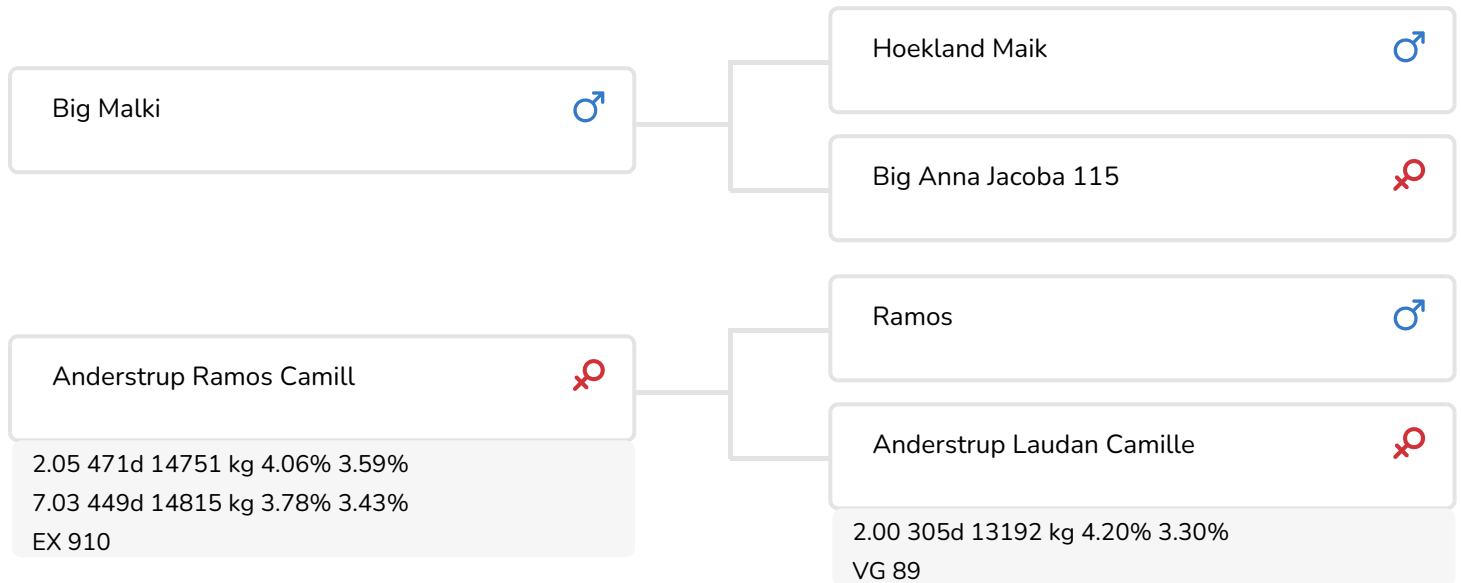 Big Malki
Hoekland Maik
Big Anna Jacoba 115
Anderstrup Ramos Camill
2.05 471d 14751 kg 4.06% 3.59%
7.03 449d 14815 kg 3.78% 3.43%
EX 910
Ramos
Anderstrup Laudan Camille
2.00 305d 13192 kg 4.20% 3.30%
VG 89